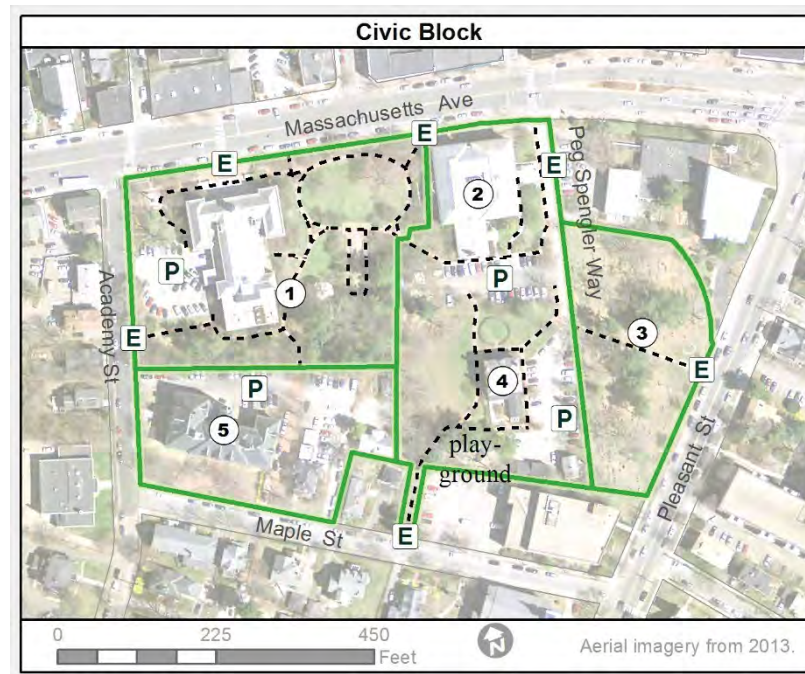 Civic Block
Massachusetts Ave
E
E
Peg Spengler Way
E
2
P
P
1
Academy St
E
3
E
P
4
5
P
play-
ground
Pleasant St
Maple St
E
0 225 450
Feet
N
Aerial imagery from 2013.